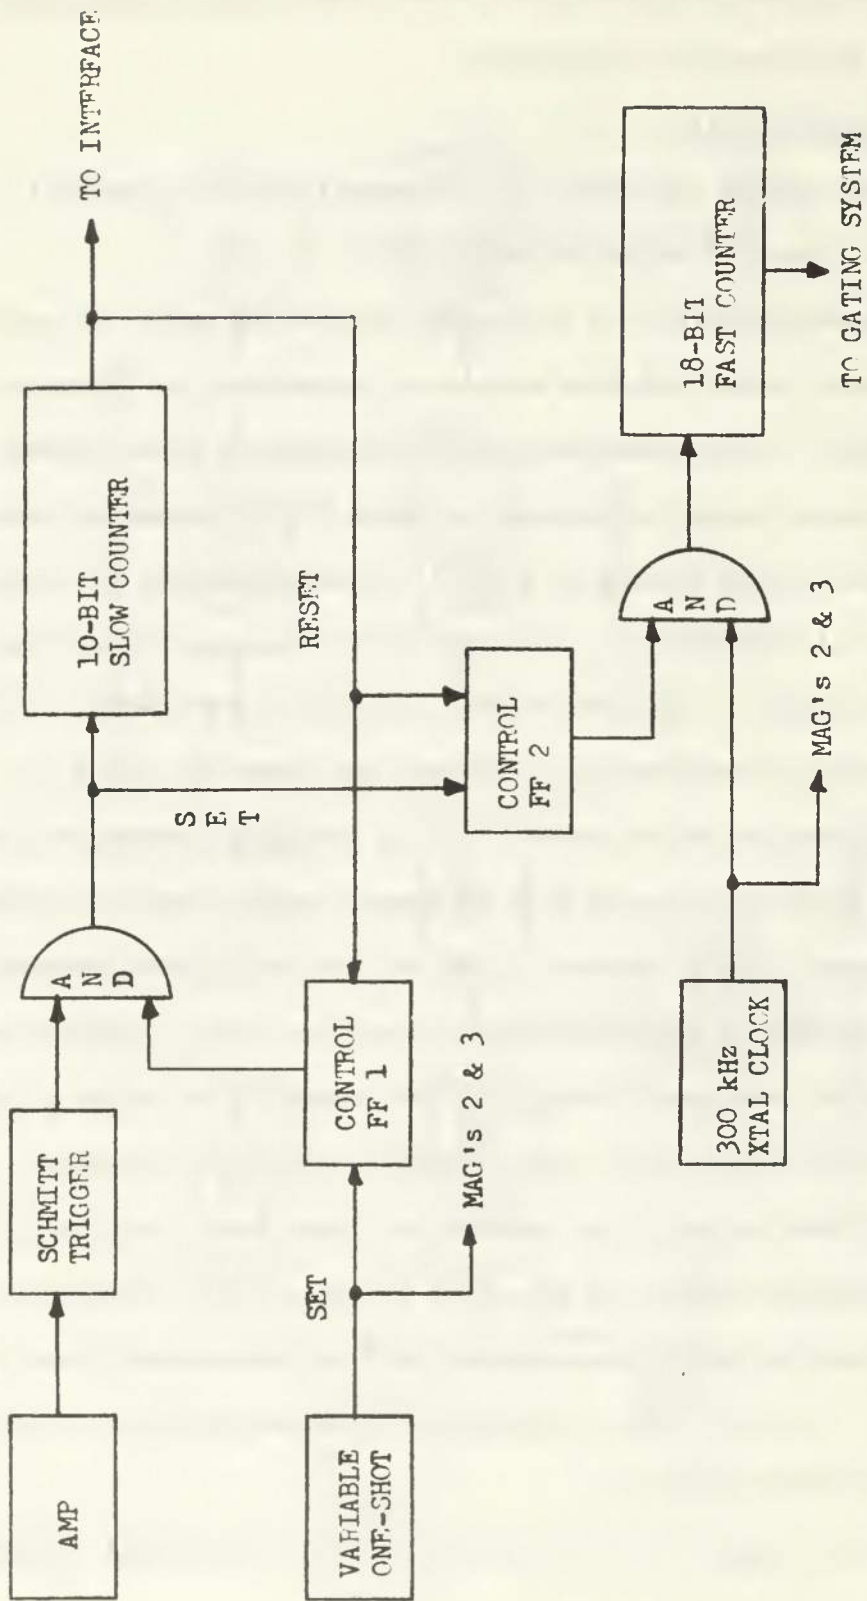 AMP
SCHMITT
TRIGGER
A
N
D
10-BIT
SLOW COUNTER
TO INTERFACE
VARIABLE
ONE-SHOT
SET
MAG's 2 & 3
CONTROL
FF 1
S
E
T
RESET
CONTROL
FF 2
300 kHz
XTAL CLOCK
MAG's 2 & 3
A
N
D
18-BIT
FAST COUNTER
TO GATING SYSTEM